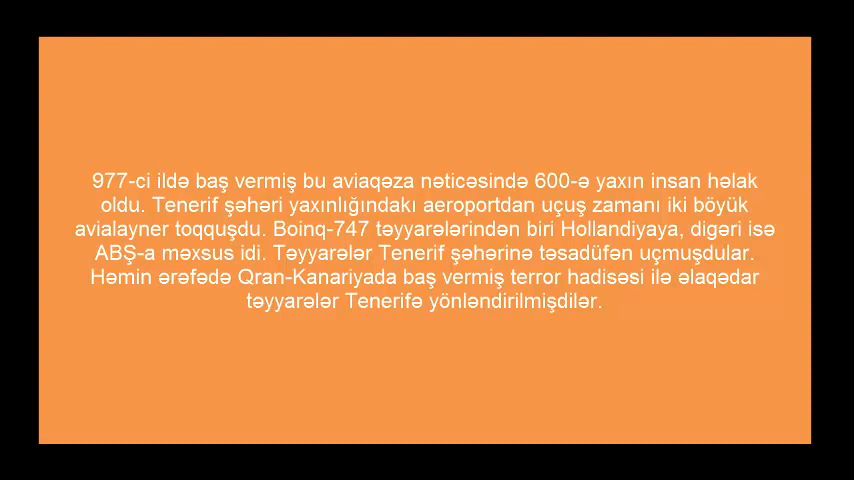 977-ci ildə baş vermiş bu aviaqəza nəticəsində 600-ə yaxın insan həlak
oldu. Tenerif şəhəri yaxınlığındakı aeroportdan uçuş zamanı iki böyük
avialayner toqquşdu. Boinq-747 təyyarələrindən biri Hollandiyaya, digəri isə
ABŞ-a məxsus idi. Təyyarələr Tenerif şəhərinə təsadüfən uçmuşdular.
Həmin ərəfədə Qran-Kanariyada baş vermiş terror hadisəsi ilə əlaqədar
təyyarələr Tenerifə yönləndirilmişdilər.